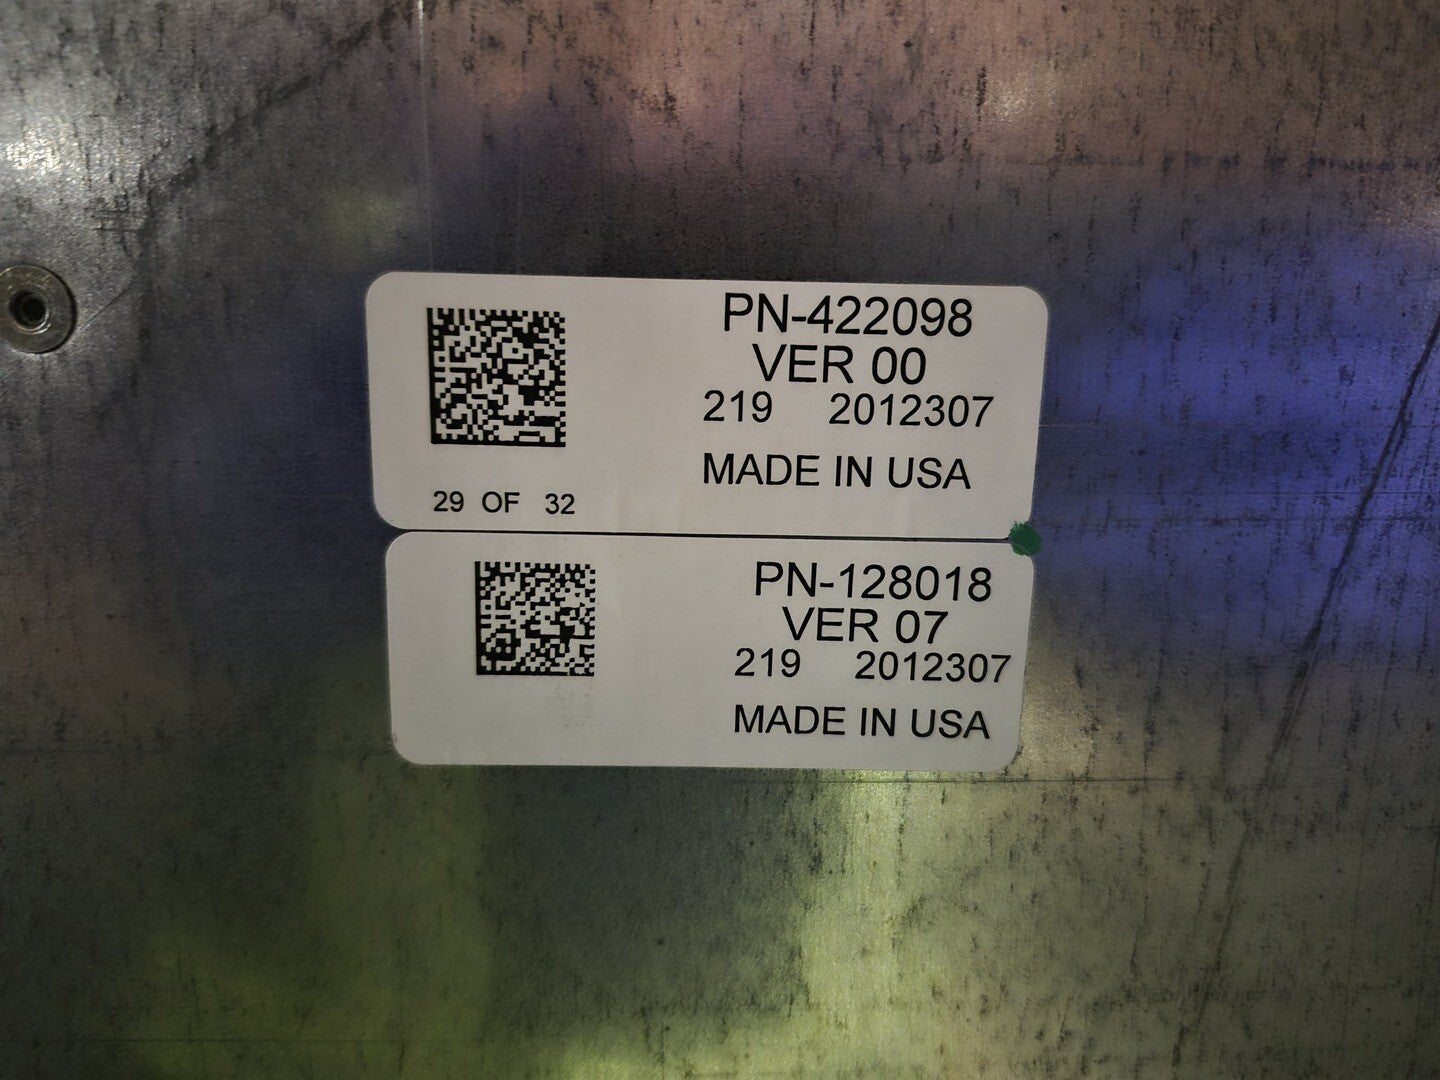 PN-422098
VER 00
219 2012307
MADE IN USA
29 OF 32
PN-128018
VER 07
219 2012307
MADE IN USA